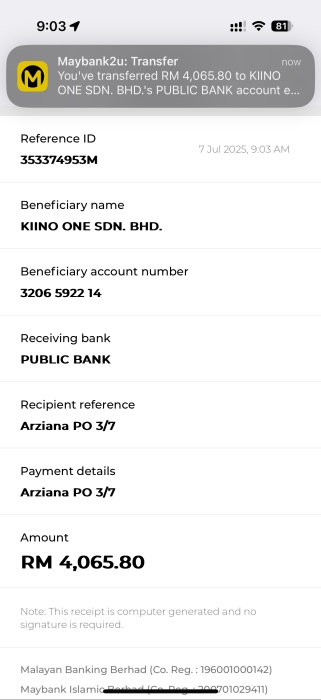 9:03
81
Maybank2u: Transfer
now
You've transferred RM 4,065.80 to KIINO
ONE SDN. BHD.'s PUBLIC BANK account e...
Reference ID
353374953M
7 Jul 2025, 9:03 AM
Beneficiary name
KIINO ONE SDN. BHD.
Beneficiary account number
3206 5922 14
Receiving bank
PUBLIC BANK
Recipient reference
Arziana PO 3/7
Payment details
Arziana PO 3/7
Amount
RM 4,065.80
Note: This receipt is computer generated and no
signature is required.
Malayan Banking Berhad (Co. Reg. : 196001000142)
Maybank Islamic Berhad (Co. Reg. : 200701029411)